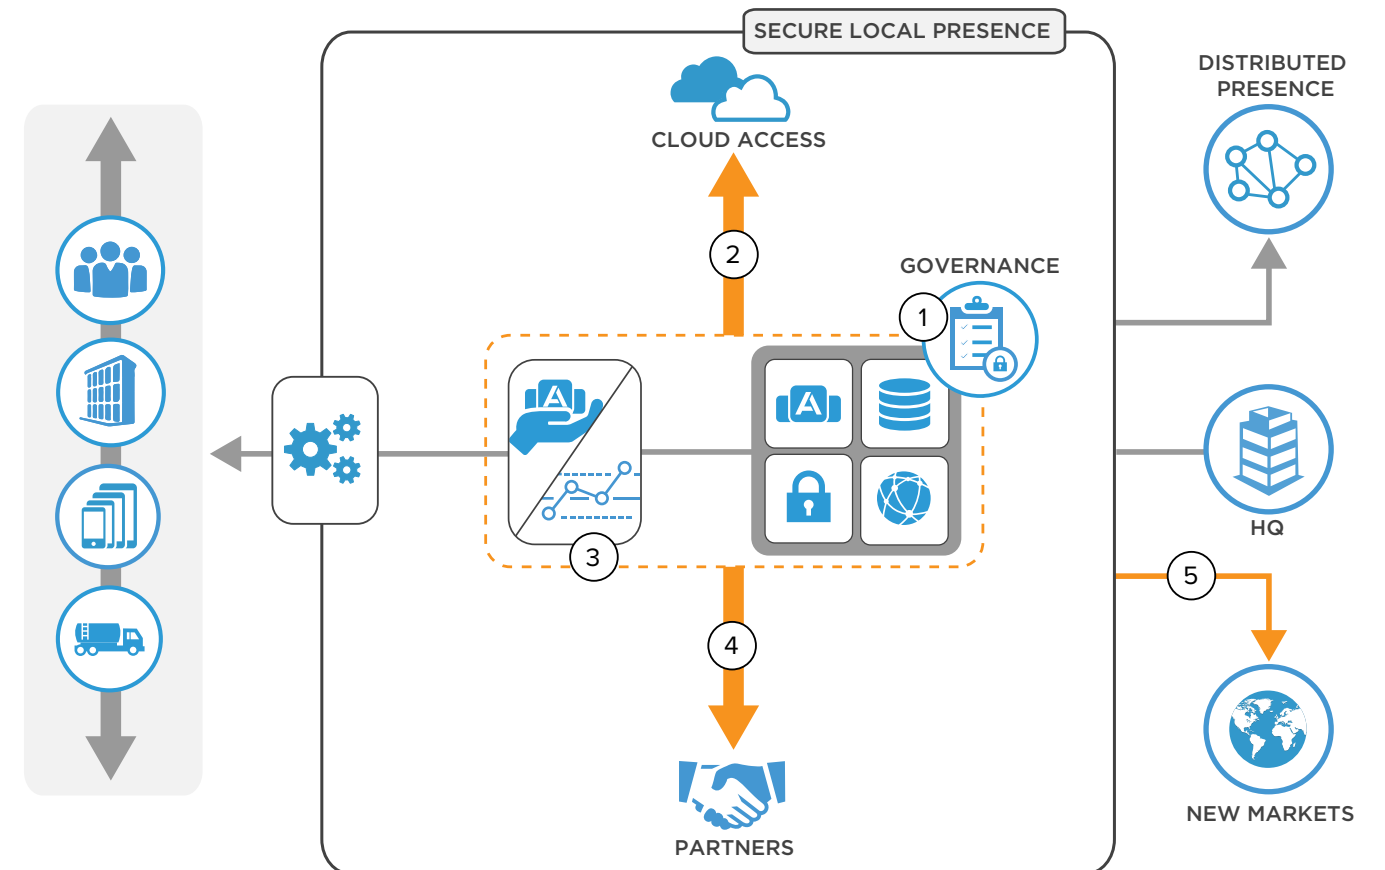 SECURE LOCAL PRESENCE
DISTRIBUTED
PRESENCE
CLOUD ACCESS
2
GOVERNANCE
1
A
A
HQ
3
5
4
NEW MARKETS
PARTNERS